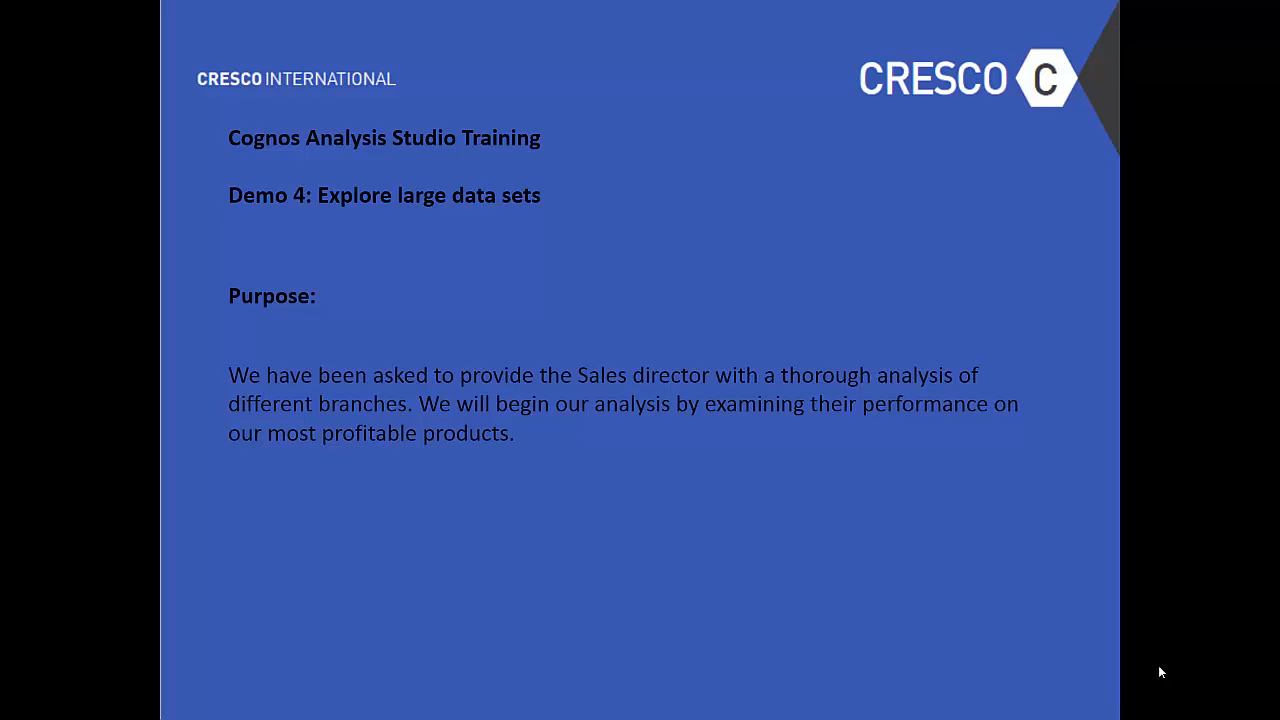 CRESCO INTERNATIONAL
CRESCO C
Cognos Analysis Studio Training
Demo 4: Explore large data sets
Purpose:
We have been asked to provide the Sales director with a thorough analysis of
different branches. We will begin our analysis by examining their performance on
our most profitable products.